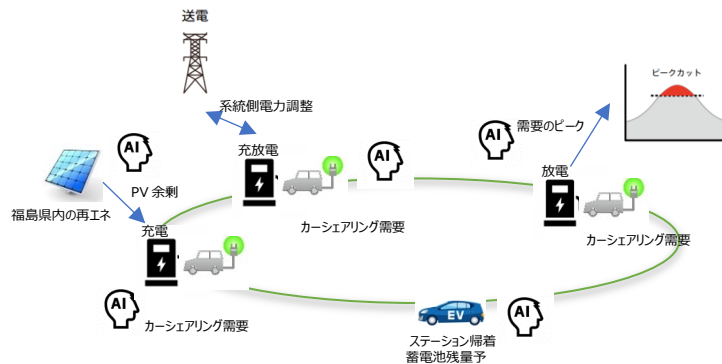 送電
系統側電力調整
充放電
AI
PV 余剰
福島県内の再エネ
充電
AI
カーシェアリング需要
AI
カーシェアリング需要
AI
需要のピーク
ピークカット
放電
カーシェアリング需要
EV
AI
ステーション帰着
蓄電池残量予